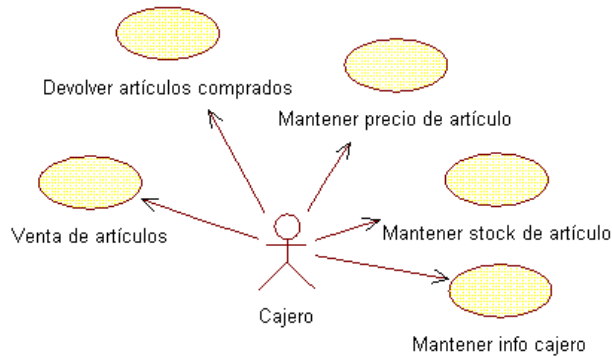 Devolver artículos comprados
Mantener precio de artículo
Venta de artículos
Mantener stock de artículo
Cajero
Mantener info cajero